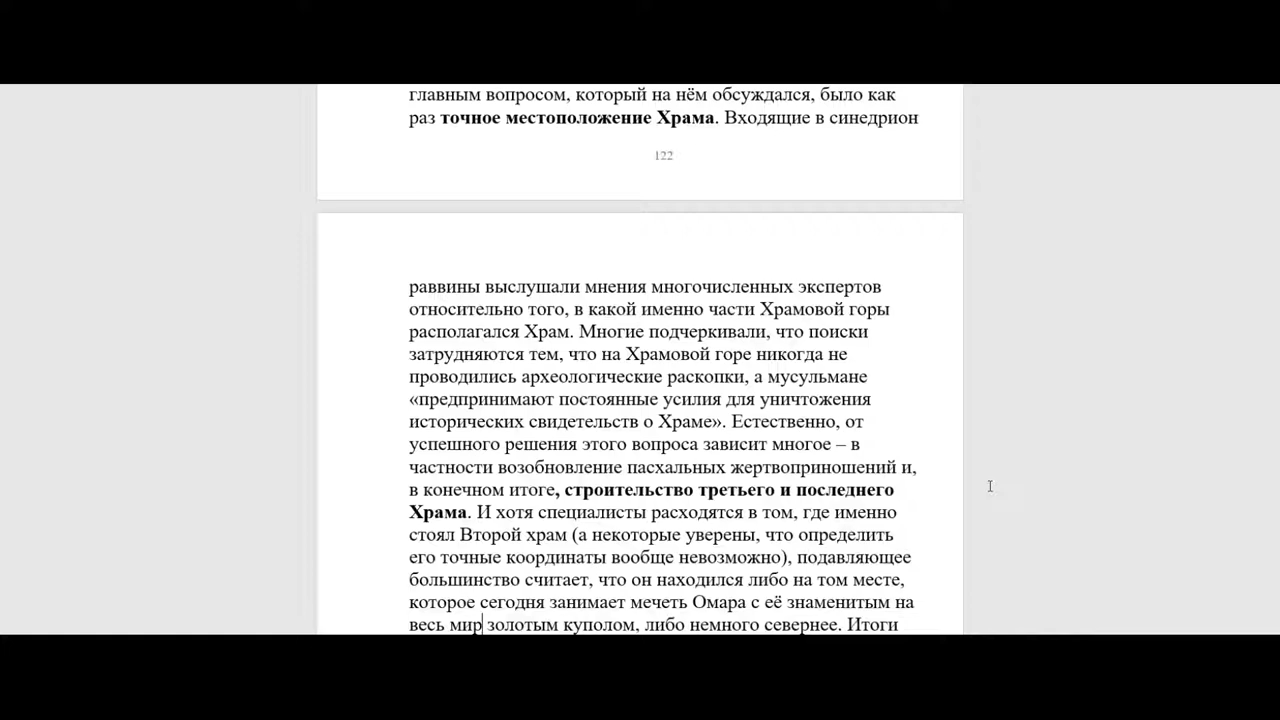 главным вопросом, который на нём обсуждался, было как
раз точное местоположение Храма. Входящие в синедрион
122
раввины выслушали мнения многочисленных экспертов
относительно того, в какой именно части Храмовой горы
располагался Храм. Многие подчеркивали, что поиски
затрудняются тем, что на Храмовой горе никогда не
проводились археологические раскопки, а мусульмане
«предпринимают постоянные усилия для уничтожения
исторических свидетельств о Храме». Естественно, от
успешного решения этого вопроса зависит многое – в
частности возобновление пасхальных жертвоприношений и,
в конечном итоге, строительство третьего и последнего
Храма. И хотя специалисты расходятся в том, где именно
стоял Второй храм (а некоторые уверены, что определить
его точные координаты вообще невозможно), подавляющее
большинство считает, что он находился либо на том месте,
которое сегодня занимает мечеть Омара с её знаменитым на
весь мир золотым куполом, либо немного севернее. Итоги